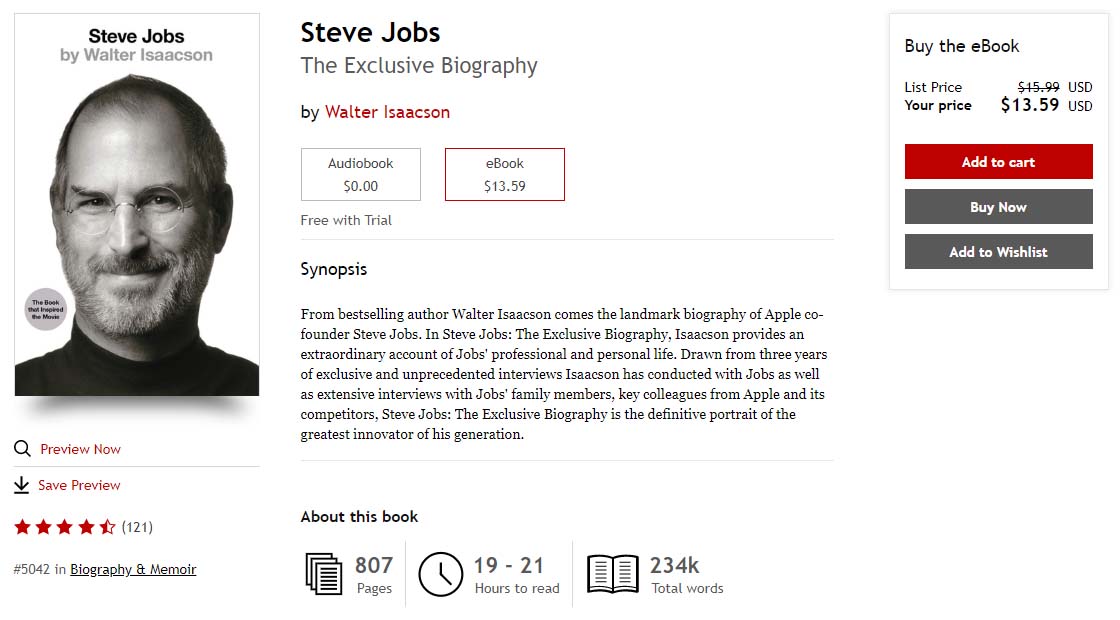 Steve Jobs
by Walter Isaacson
The Book
that Inspired
the Movie
Preview Now
Save Preview
(121)
#5042 in Biography & Memoir
Steve Jobs
The Exclusive Biography
by Walter Isaacson
Audiobook
$0.00
eBook
$13.59
Free with Trial
Synopsis
From bestselling author Walter Isaacson comes the landmark biography of Apple co-
founder Steve Jobs. In Steve Jobs: The Exclusive Biography, Isaacson provides an
extraordinary account of Jobs' professional and personal life. Drawn from three years
of exclusive and unprecedented interviews Isaacson has conducted with Jobs as well
as extensive interviews with Jobs' family members, key colleagues from Apple and its
competitors, Steve Jobs: The Exclusive Biography is the definitive portrait of the
greatest innovator of his generation.
About this book
807
Pages
19 - 21
Hours to read
234k
Total words
Buy the eBook
List Price $15.99 USD
Your price $13.59 USD
Add to cart
Buy Now
Add to Wishlist